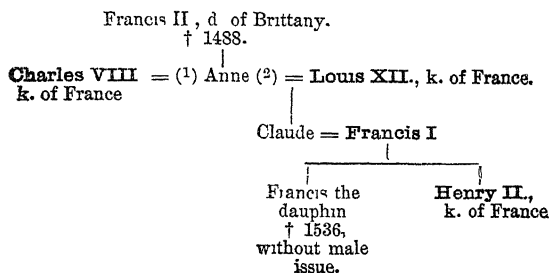 Francis II, d of Brittany.
† 1488.
Charles VIII = (1) Anne (2) = Louis XII., k. of France.
k. of France
Claude = Francis I
Francis the
dauphin
† 1536,
without male
issue.
Henry II.,
k. of France